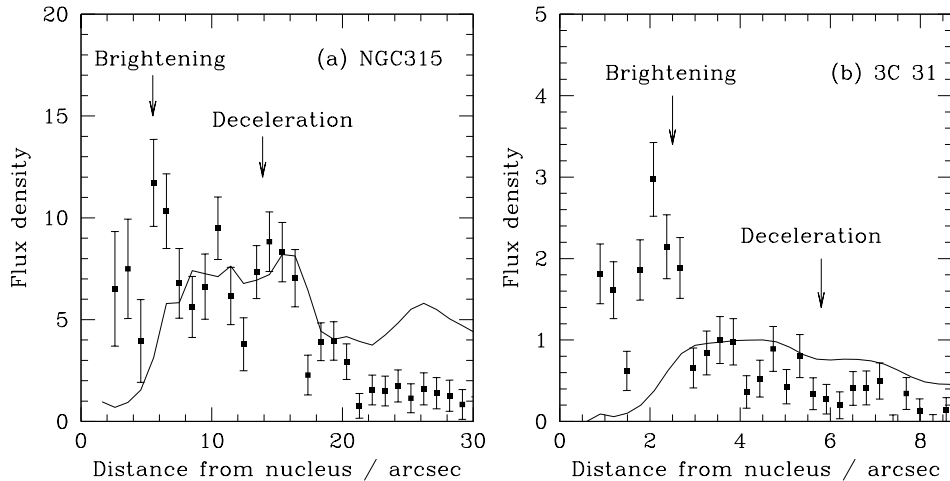 20
15
10
5
0
Flux density
Brightening
(a) NGC315
Deceleration
0
10
20
30
Distance from nucleus / arcsec
5
4
3
2
1
0
Flux density
Brightening
(b) 3C 31
Deceleration
0
2
4
6
8
Distance from nucleus / arcsec